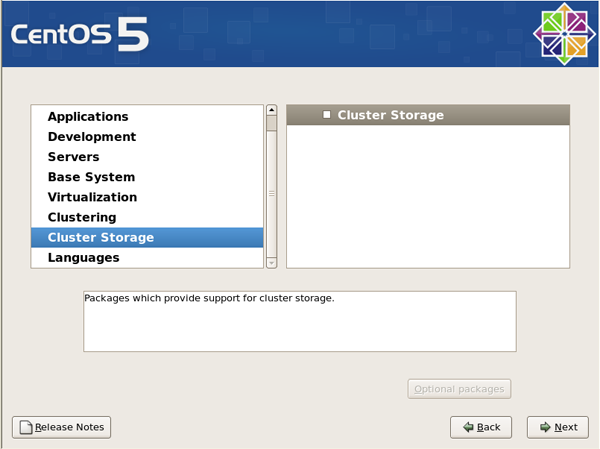 CentOS 5
Applications
Development
Servers
Base System
Virtualization
Clustering
Cluster Storage
Languages
Cluster Storage
Packages which provide support for cluster storage.
Optional packages
Release Notes
Back
Next